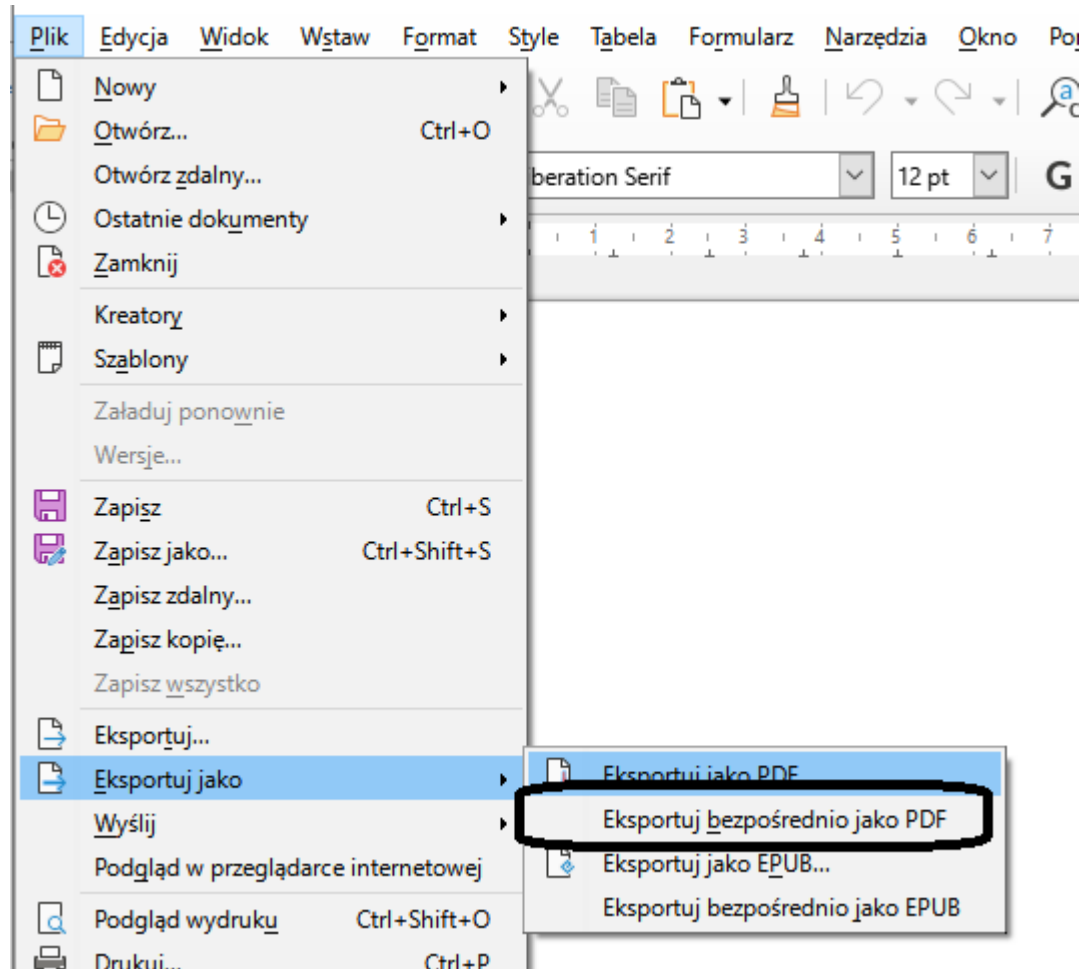 Plik Edycja Widok Wstaw Format Style Tabela Formularz Narzędzia Okno
Nowy
Otwórz... Ctrl+O
Otwórz zdalny...
Ostatnie dokumenty
Zamknij
Kreatory
Szablony
Załaduj ponownie
Wersje...
Zapisz Ctrl+S
Zapisz jako... Ctrl+Shift+S
Zapisz zdalny...
Zapisz kopię...
Zapisz wszystko
Eksportuj...
Eksportuj jako
Wyślij
Podgląd w przeglądarce internetowej
Podgląd wydruku Ctrl+Shift+O
Drukuj... Ctrl+P
beration Serif 12 pt G
1 2 3 4 5 6 7
Eksportuj jako PDF
Eksportuj bezpośrednio jako PDF
Eksportuj jako EPUB...
Eksportuj bezpośrednio jako EPUB